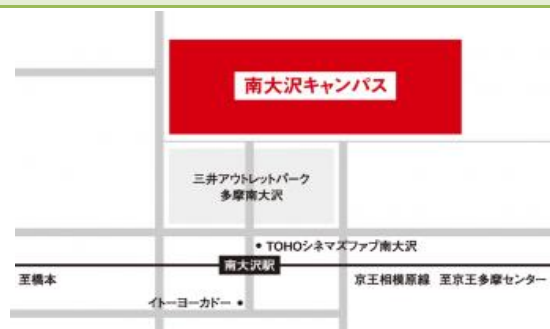 南大沢キャンパス
三井アウトレットパーク
多摩南大沢
• TOHOシネマズファブ南大沢
南大沢駅
至橋本
京王相模原線 至京王多摩センター
イトーヨーカドー •